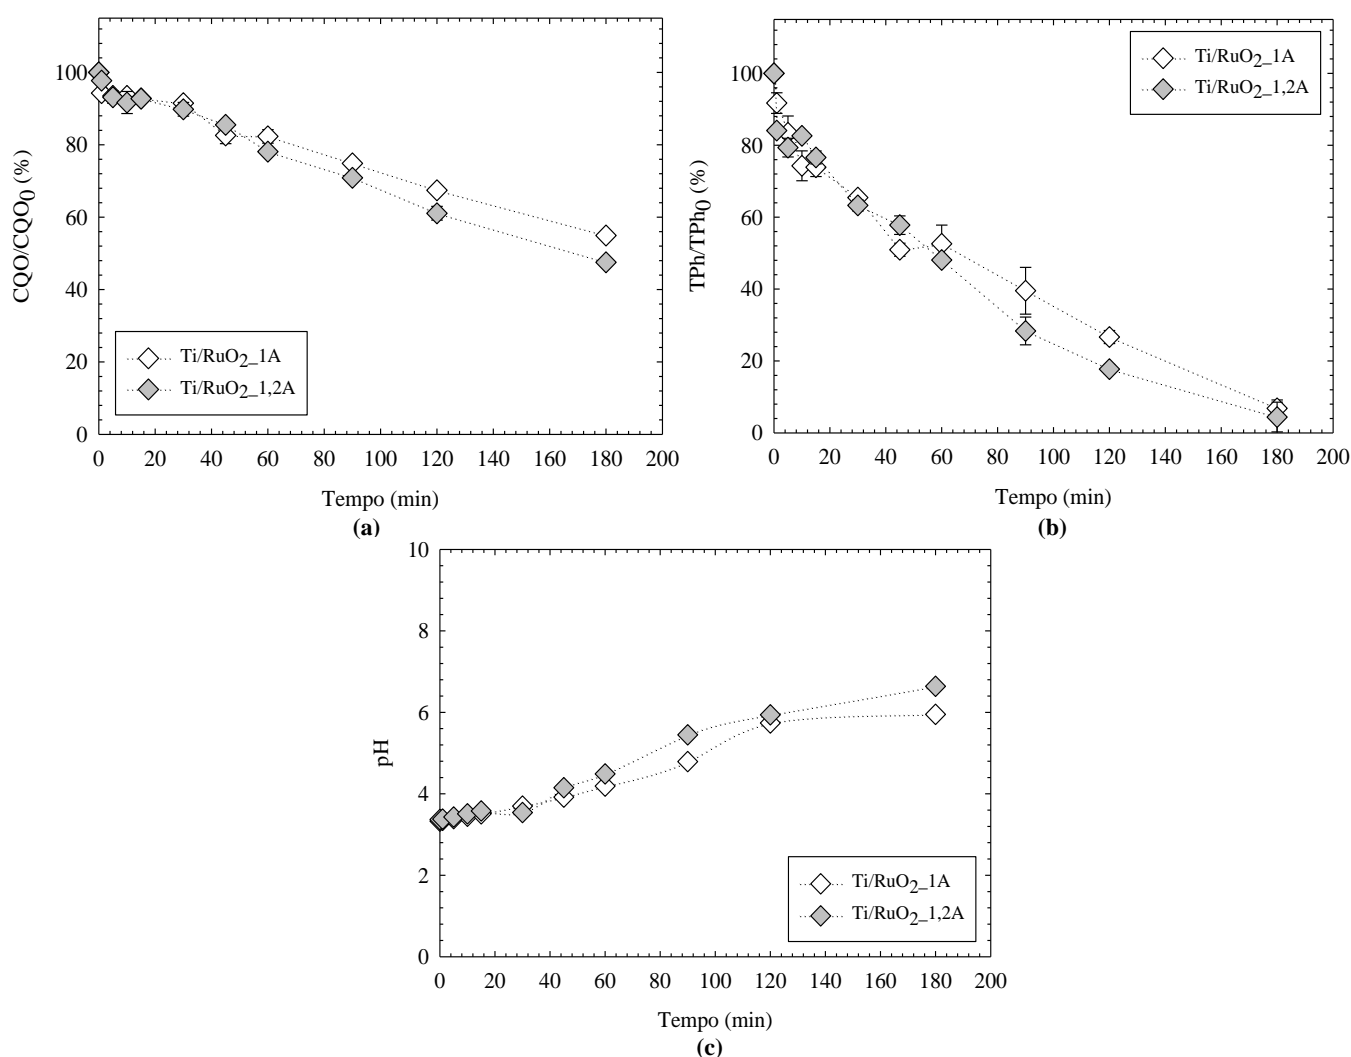 100
80
60
40
20
0
CQO/CQO0 (%)
Ti/RuO2_1A
Ti/RuO2_1,2A
0 20 40 60 80 100 120 140 160 180 200
Tempo (min)
(a)
100
80
60
40
20
0
TPh/TPh0 (%)
Ti/RuO2_1A
Ti/RuO2_1,2A
0 20 40 60 80 100 120 140 160 180 200
Tempo (min)
(b)
10
8
6
4
2
0
pH
Ti/RuO2_1A
Ti/RuO2_1,2A
0 20 40 60 80 100 120 140 160 180 200
Tempo (min)
(c)